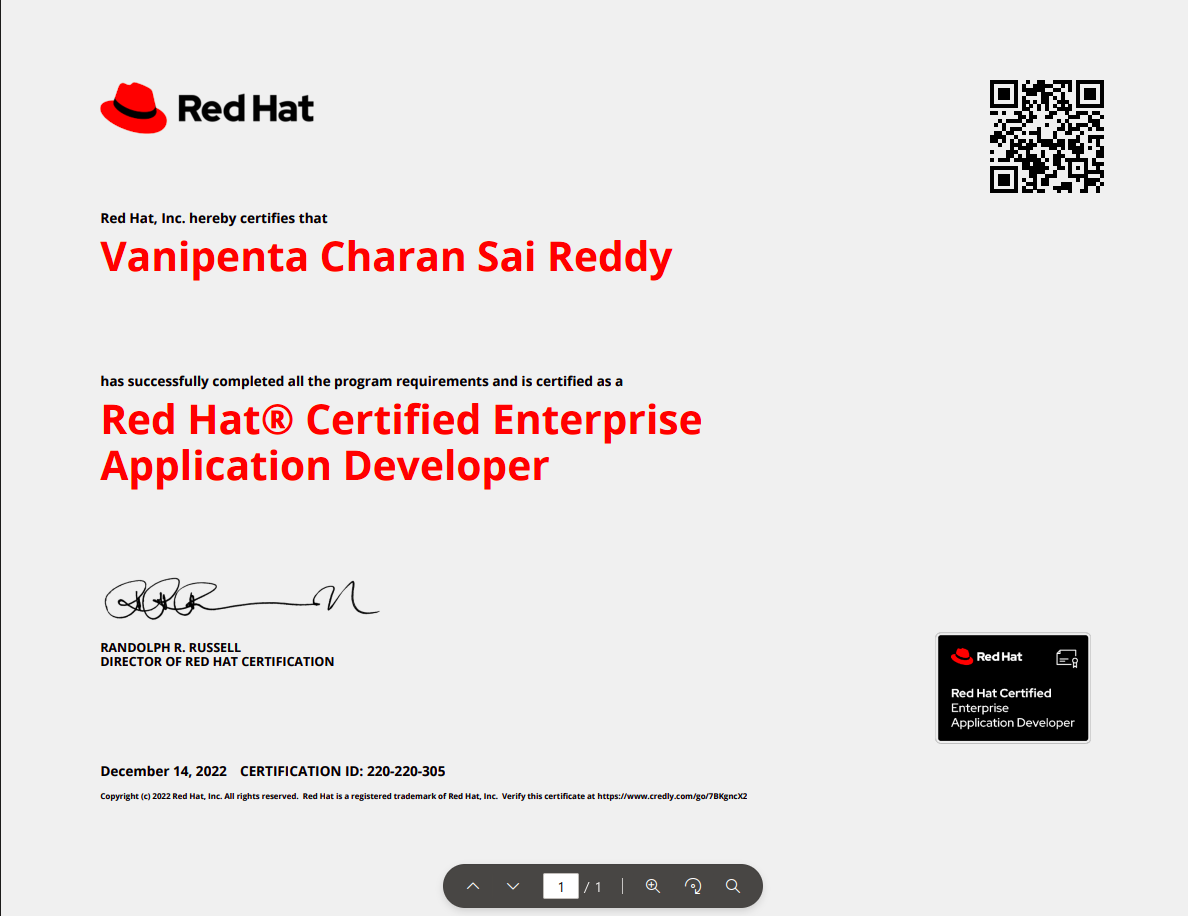 Red Hat
Red Hat, Inc. hereby certifies that
Vanipenta Charan Sai Reddy
has successfully completed all the program requirements and is certified as a
Red Hat® Certified Enterprise
Application Developer
RANDOLPH R. RUSSELL
DIRECTOR OF RED HAT CERTIFICATION
Red Hat
Red Hat Certified
Enterprise
Application Developer
December 14, 2022 CERTIFICATION ID: 220-220-305
Copyright (c) 2022 Red Hat, Inc. All rights reserved. Red Hat is a registered trademark of Red Hat, Inc. Verify this certificate at https://www.credly.com/go/7BKgncX2
1 / 1